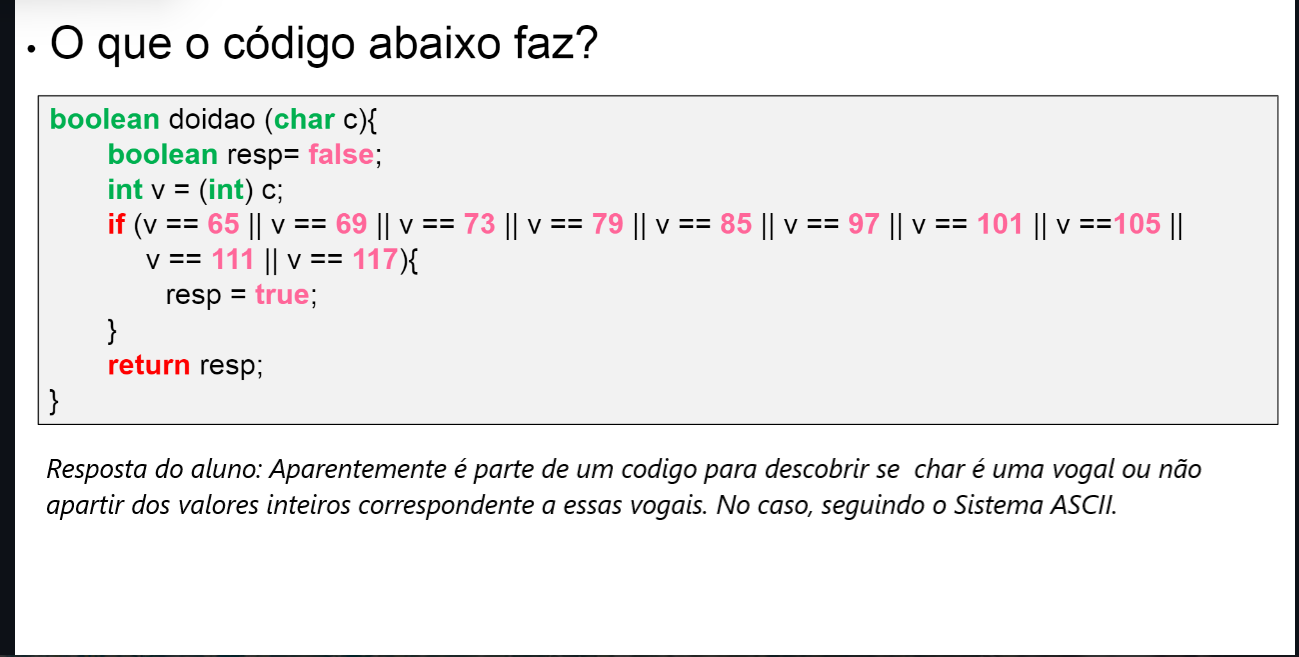 • O que o código abaixo faz?
boolean doidao (char c){
boolean resp= false;
int v = (int) c;
if (v == 65 || v == 69 || v == 73 || v == 79 || v == 85 || v == 97 || v == 101 || v ==105 ||
v == 111 || v == 117){
resp = true;
}
return resp;
}
Resposta do aluno: Aparentemente é parte de um codigo para descobrir se  char é uma vogal ou não
apartir dos valores inteiros correspondente a essas vogais. No caso, seguindo o Sistema ASCII.